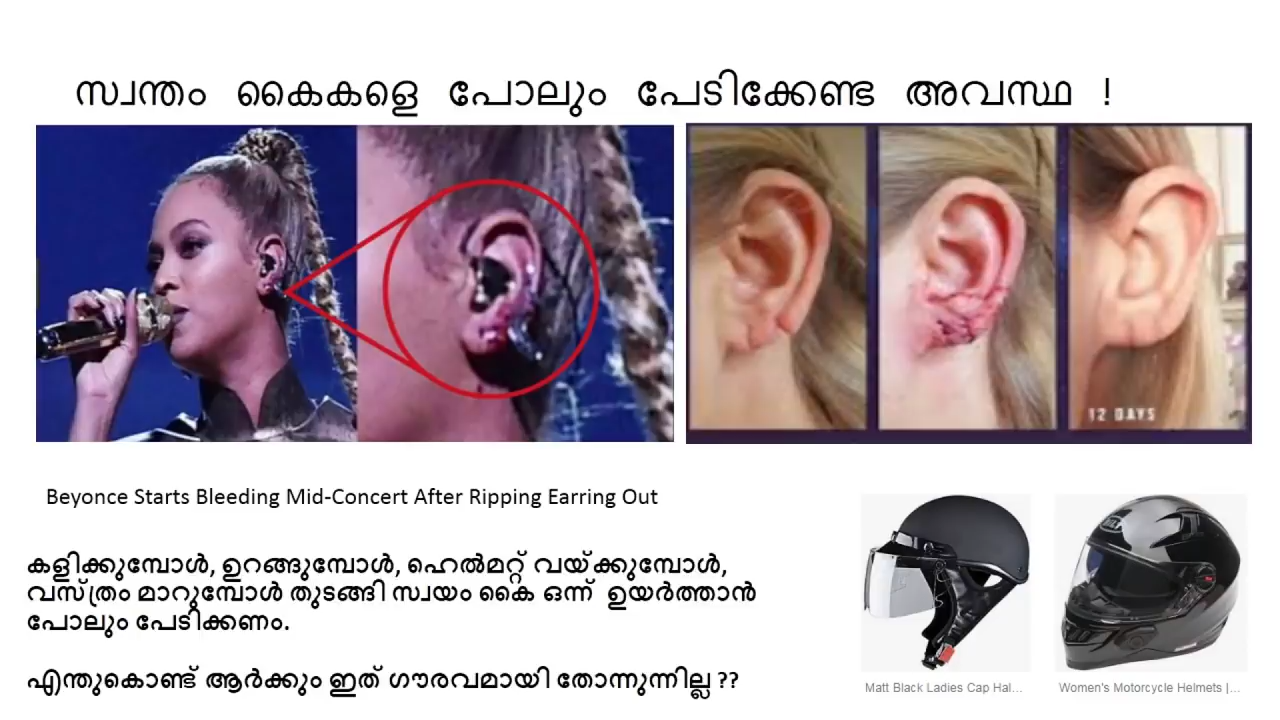 സ്വന്തം കൈകളെ പോലും പേടിക്കേണ്ട അവസ്ഥ !
12 DAYS
Beyonce Starts Bleeding Mid-Concert After Ripping Earring Out
കളിക്കുമ്പോൾ, ഉറങ്ങുമ്പോൾ, ഹെൽമറ്റ് വയ്ക്കുമ്പോൾ,
വസ്ത്രം മാറുമ്പോൾ തുടങ്ങി സ്വയം കൈ ഒന്ന് ഉയർത്താൻ
പോലും പേടിക്കണം.
എന്തുകൊണ്ട് ആർക്കും ഇത് ഗൗരവമായി തോന്നുന്നില്ല ??
Matt Black Ladies Cap Hal...
Women's Motorcycle Helmets |...